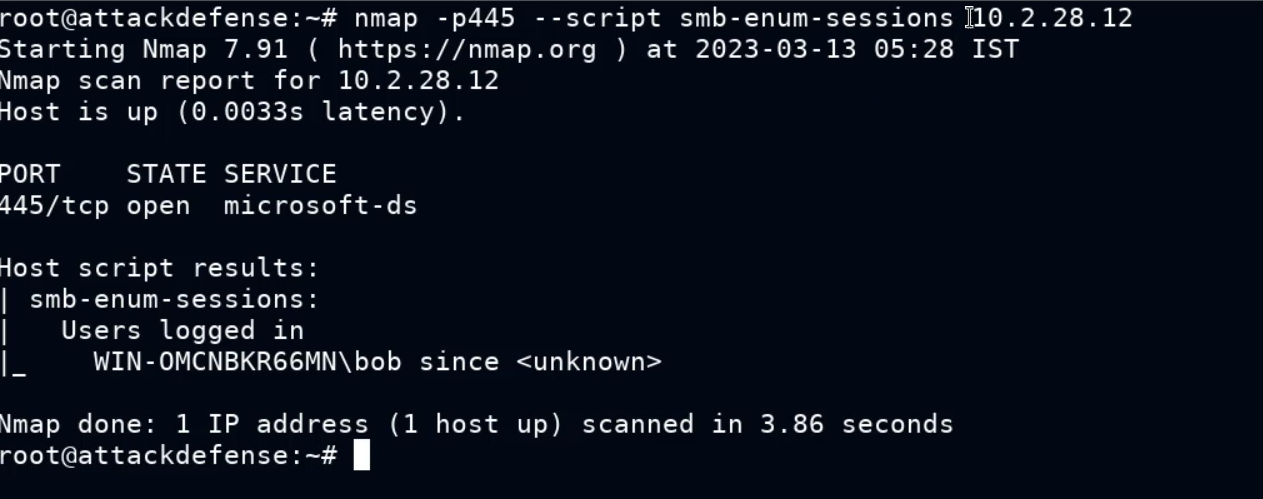 root@attackdefense:~# nmap -p445 --script smb-enum-sessions 10.2.28.12
Starting Nmap 7.91 ( https://nmap.org ) at 2023-03-13 05:28 IST
Nmap scan report for 10.2.28.12
Host is up (0.0033s latency).
PORT    STATE SERVICE
445/tcp open  microsoft-ds
Host script results:
| smb-enum-sessions:
|   Users logged in
|_    WIN-OMCNBKR66MN\bob since <unknown>
Nmap done: 1 IP address (1 host up) scanned in 3.86 seconds
root@attackdefense:~#